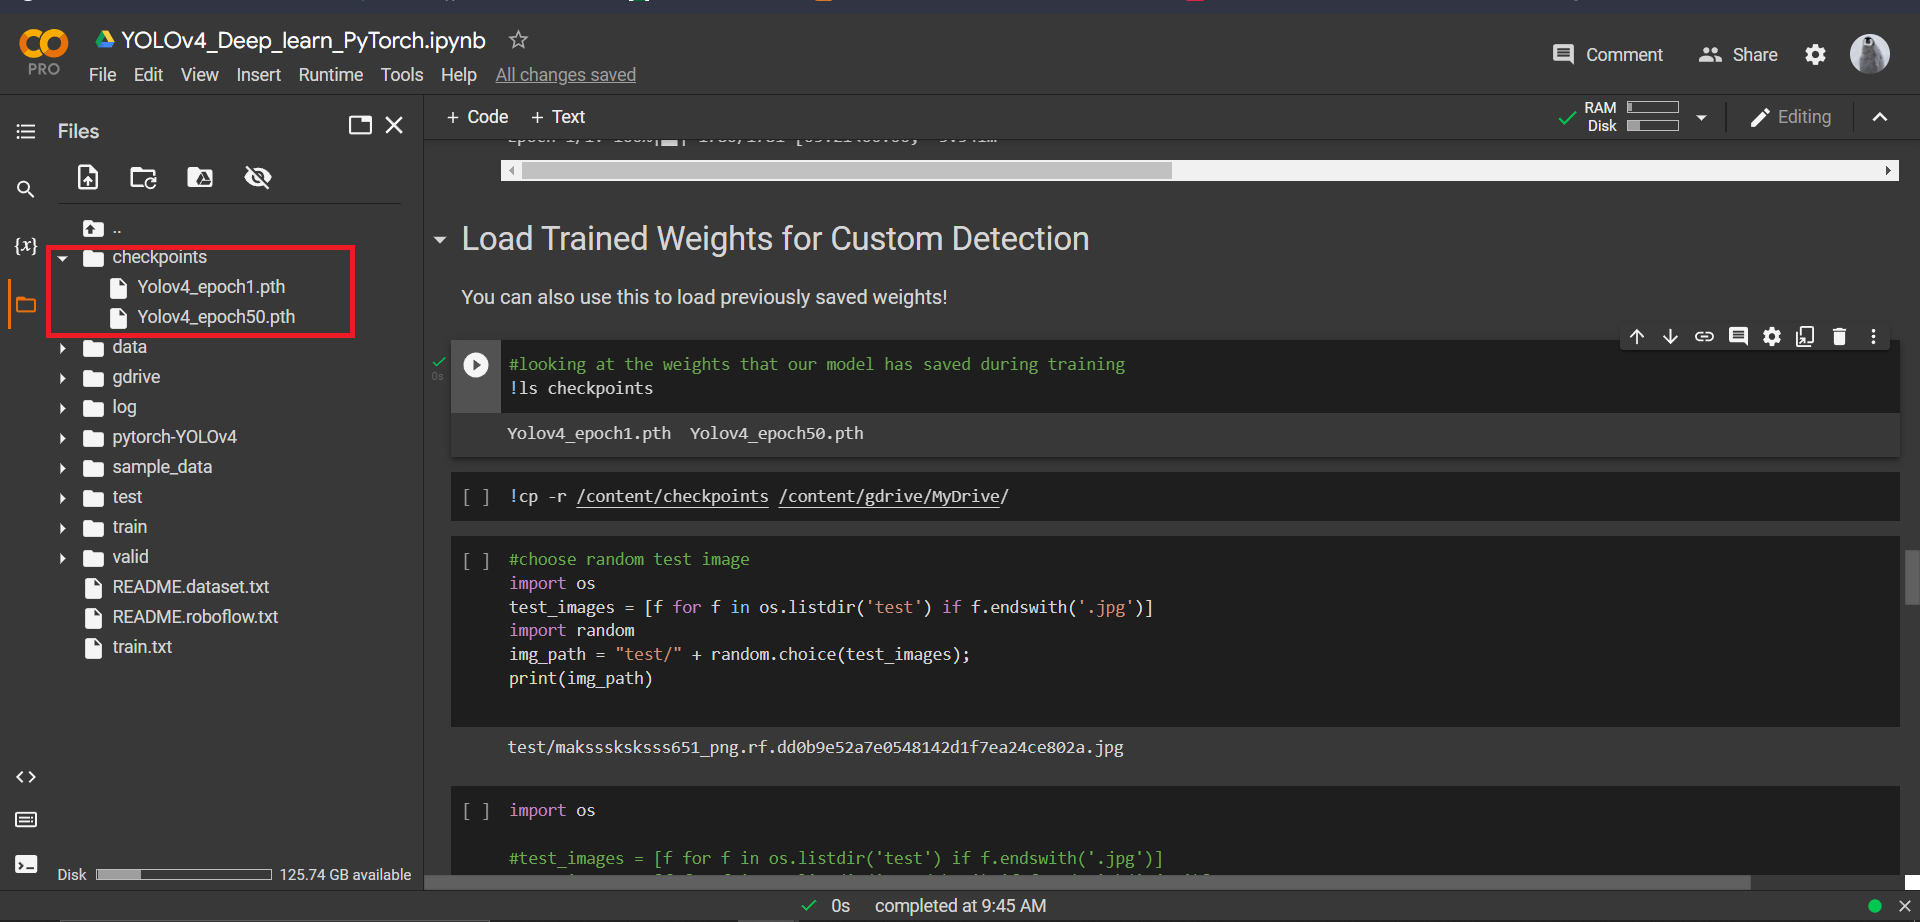 YOLOv4_Deep_learn_PyTorch.ipynb
PRO
File Edit View Insert Runtime Tools Help All changes saved
Comment Share
Files
+ Code + Text
RAM
Disk
Editing
..
{x}
checkpoints
Yolov4_epoch1.pth
Yolov4_epoch50.pth
data
gdrive
log
pytorch-YOLOv4
sample_data
test
train
valid
README.dataset.txt
README.roboflow.txt
train.txt
Disk 125.74 GB available
Load Trained Weights for Custom Detection
You can also use this to load previously saved weights!
0s
#looking at the weights that our model has saved during training
!ls checkpoints
Yolov4_epoch1.pth Yolov4_epoch50.pth
[ ] !cp -r /content/checkpoints /content/gdrive/MyDrive/
[ ] #choose random test image
import os
test_images = [f for f in os.listdir('test') if f.endswith('.jpg')]
import random
img_path = "test/" + random.choice(test_images);
print(img_path)
test/maksssksksss651_png.rf.dd0b9e52a7e0548142d1f7ea24ce802a.jpg
[ ] import os
#test_images = [f for f in os.listdir('test') if f.endswith('.jpg')]
0s completed at 9:45 AM